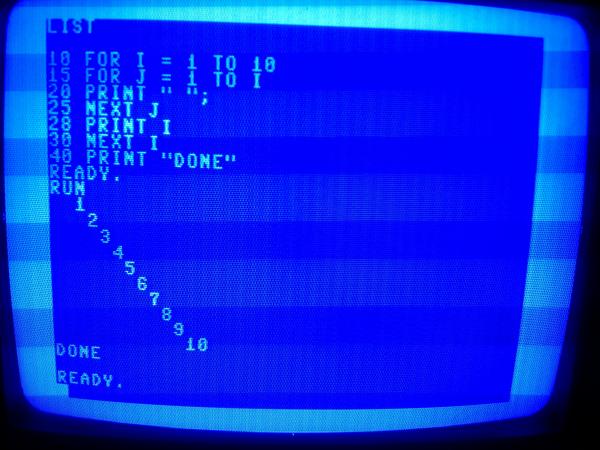 LIST
10 FOR I = 1 TO 10
15 FOR J = 1 TO I
20 PRINT " ";
25 NEXT J
28 PRINT I
30 NEXT I
40 PRINT "DONE"
READY.
RUN
1
2
3
4
5
6
7
8
9
10
DONE
READY.